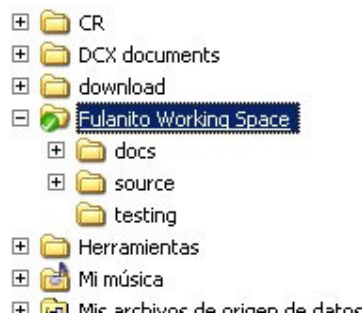 CR
DCX documents
download
Fulanito Working Space
docs
source
testing
Herramientas
Mi música
Mis archivos de origen de datos